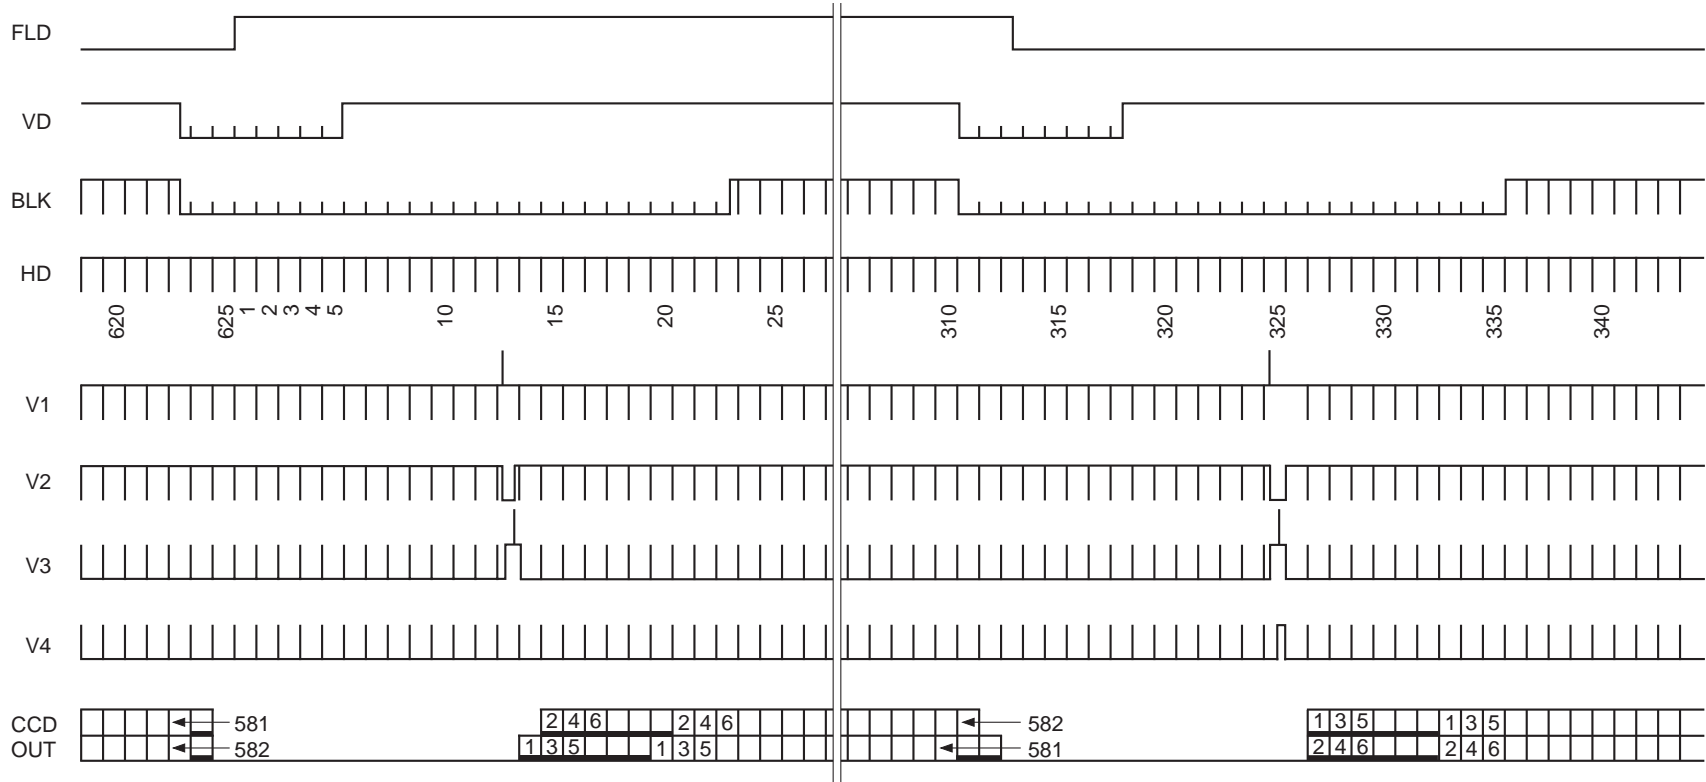 FLD
VD
BLK
HD
620 625 1 2 3 4 5 10 15 20 25 310 315 320 325 330 335 340
V1
V2
V3
V4
CCD 581 2 4 6 2 4 6 582 1 3 5 1 3 5
OUT 582 1 3 5 1 3 5 581 2 4 6 2 4 6